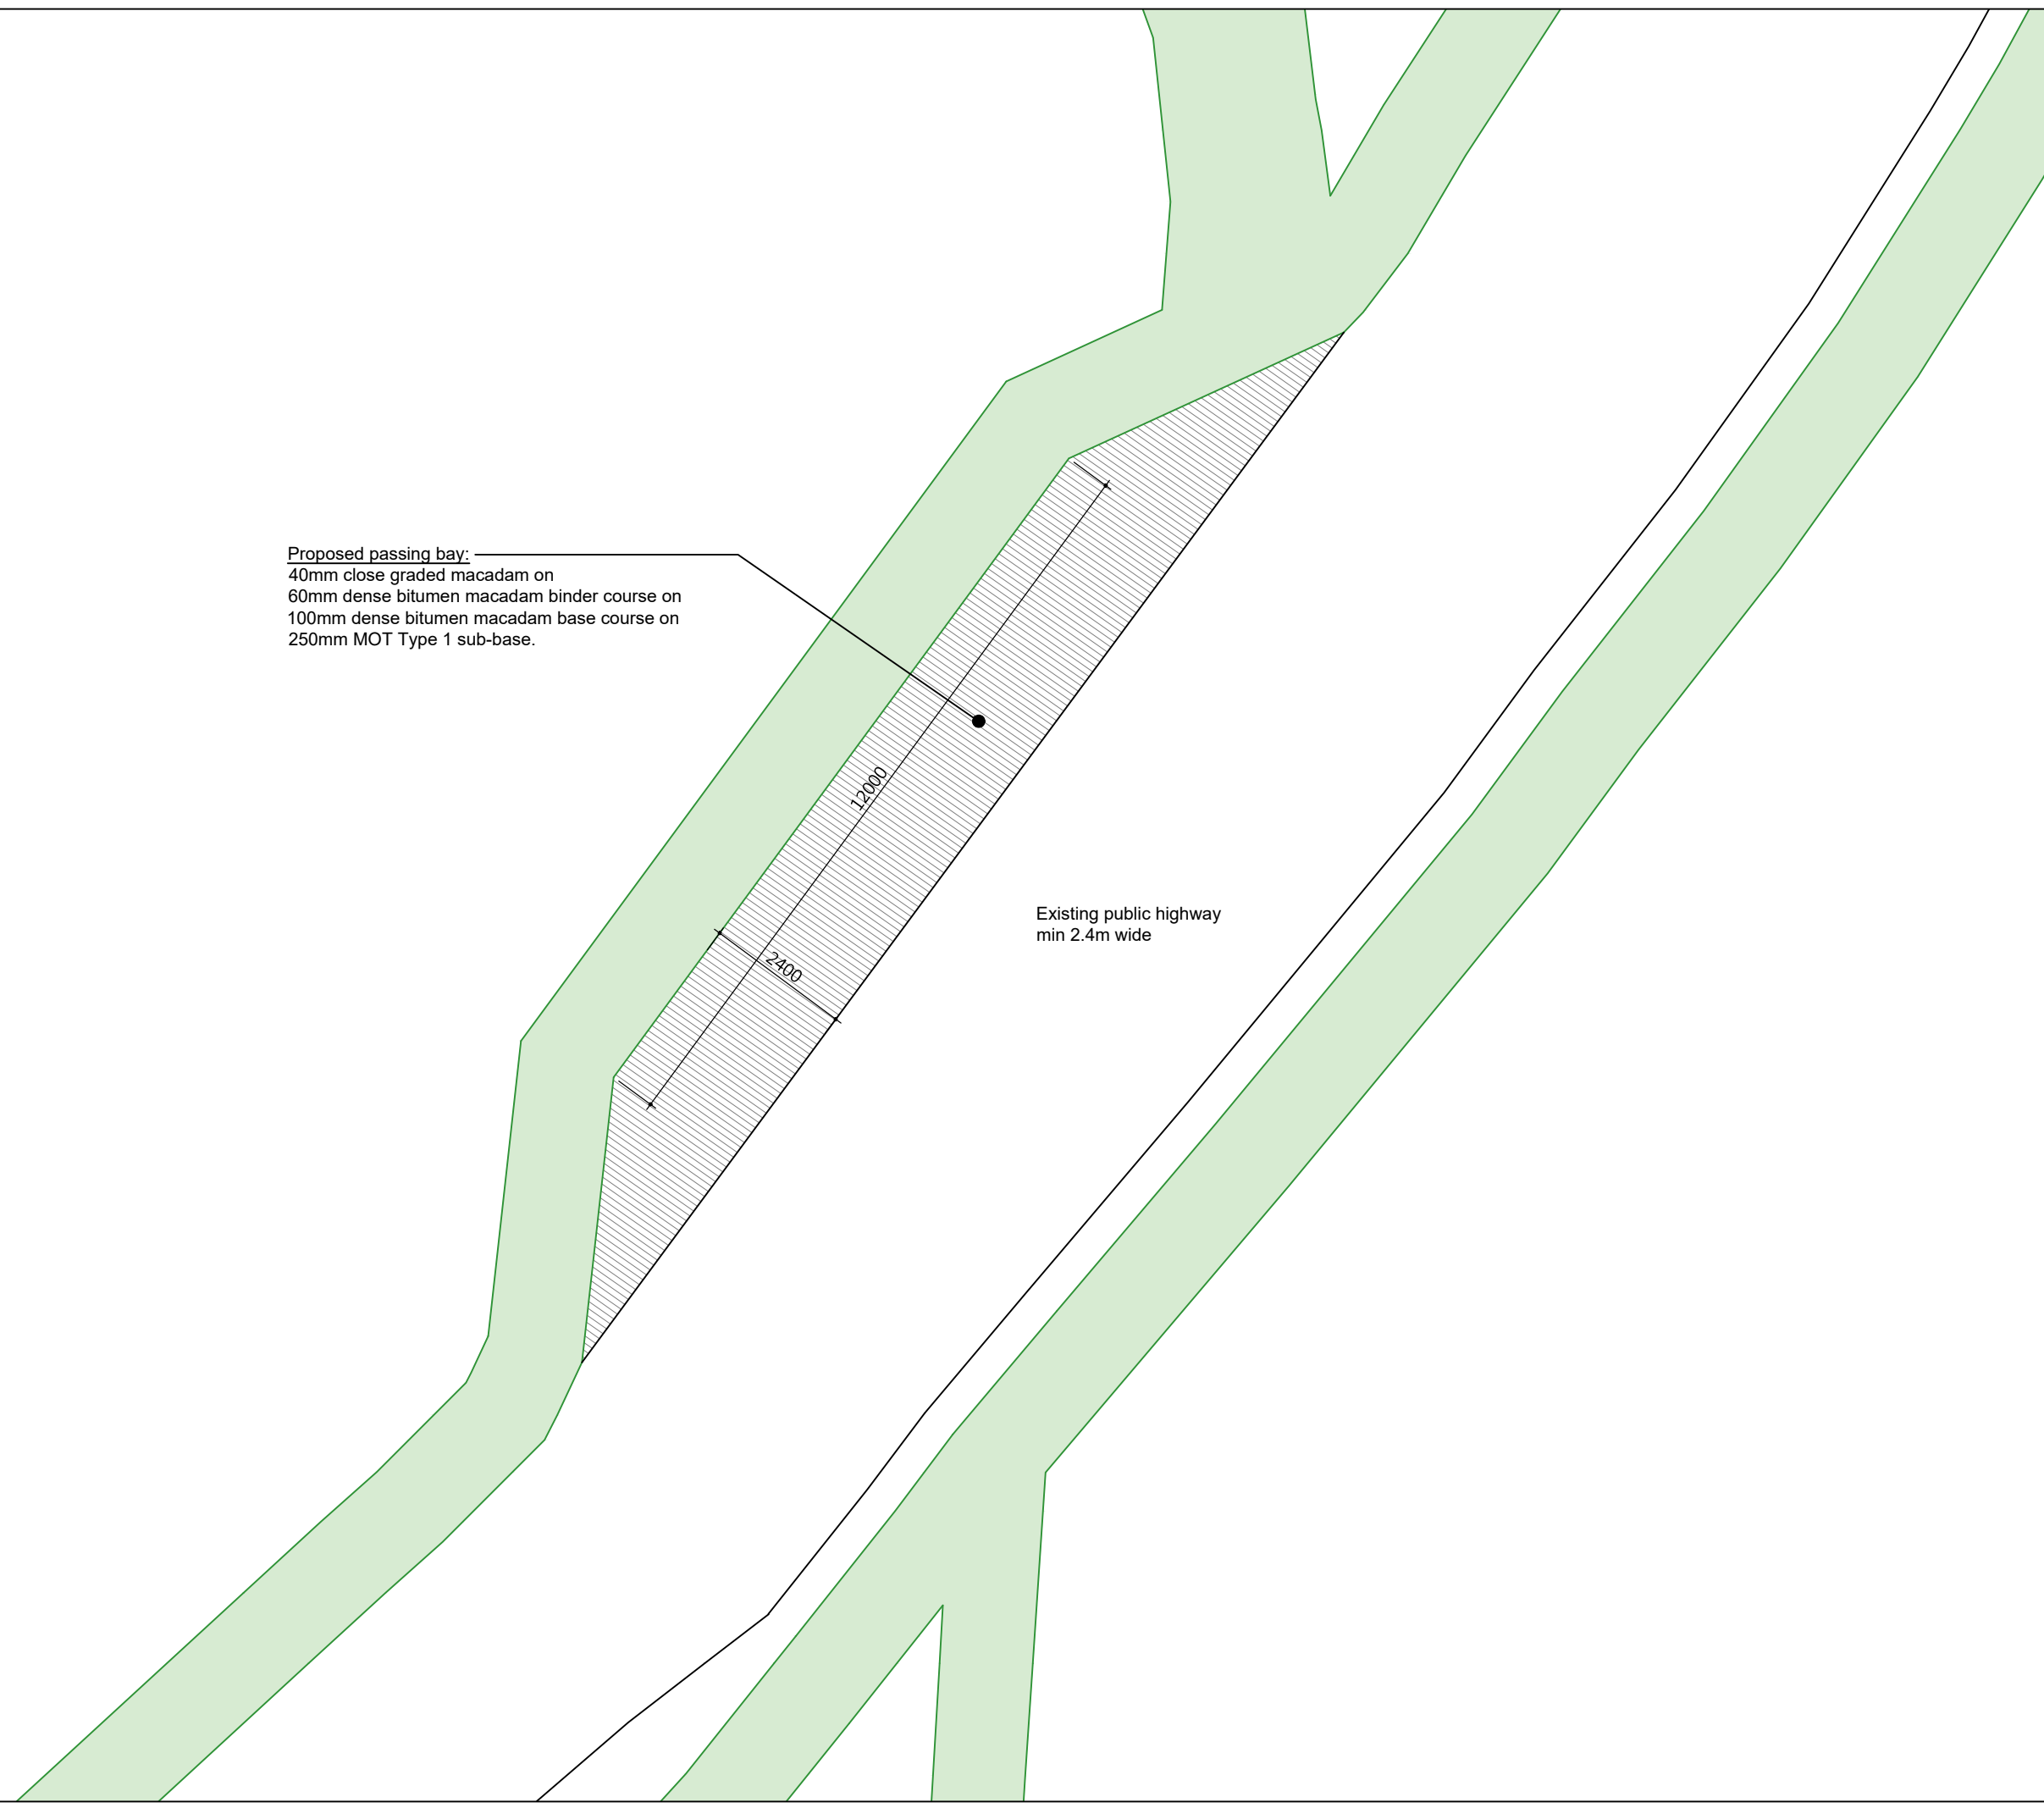 Proposed passing bay:
40mm close graded macadam on
60mm dense bitumen macadam binder course on
100mm dense bitumen macadam base course on
250mm MOT Type 1 sub-base.
12000
2400
Existing public highway
min 2.4m wide